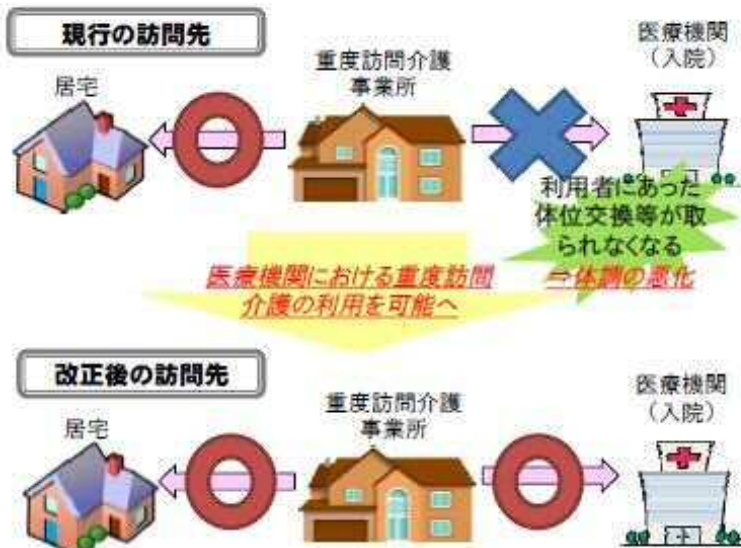 現行の訪問先
居宅
重度訪問介護
事業所
医療機関
（入院）
利用者にあった
体位交換等が取
られなくなる
⇒体調の悪化
医療機関における重度訪問
介護の利用を可能へ
改正後の訪問先
居宅
重度訪問介護
事業所
医療機関
（入院）